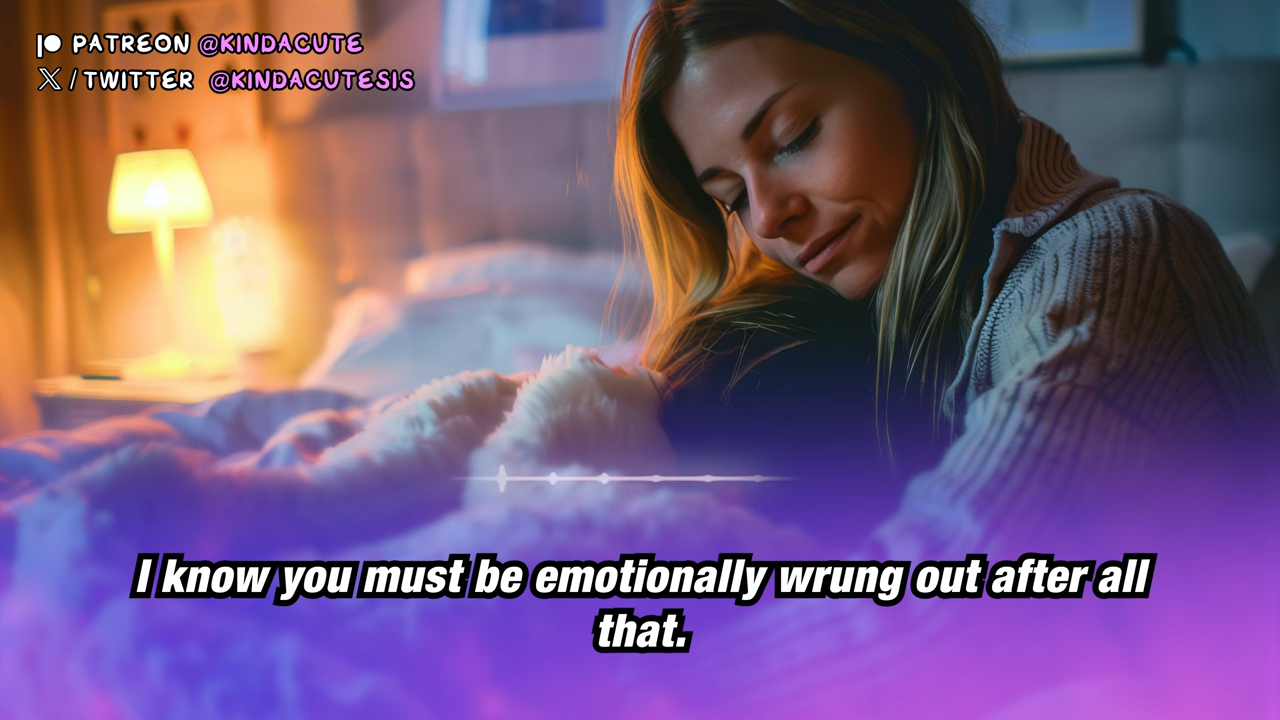 PATREON @KINDACUTE
X / TWITTER @KINDACUTESIS
I know you must be emotionally wrung out after all
that.